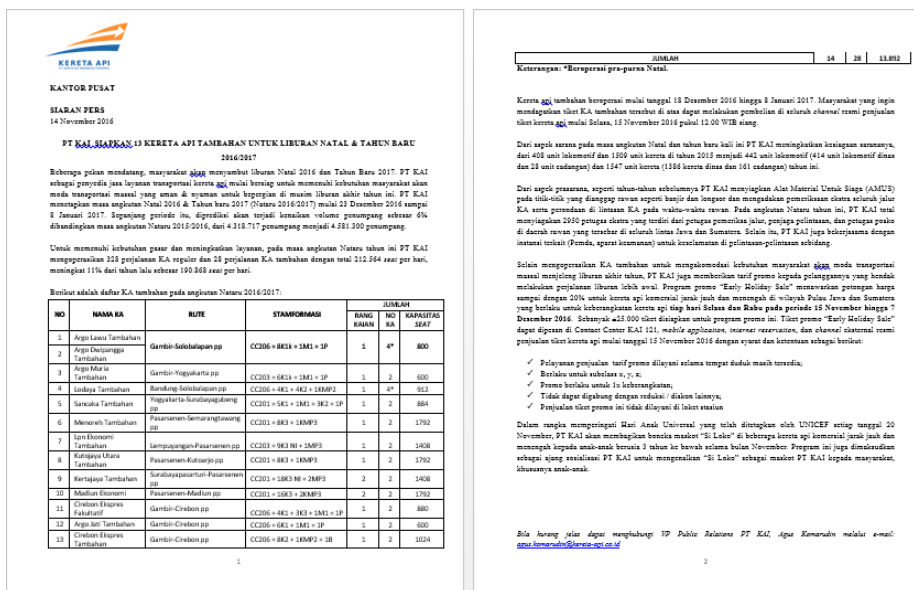 KERETA API
KANTOR PUSAT
SIARAN PERS
14 November 2016
PT KAI SIAPKAN 13 KERETA API TAMBAHAN UNTUK LIBURAN NATAL & TAHUN BARU
2016/2017
Beberapa pekan mendatang, masyarakat akan menyambut liburan Natal 2016 dan Tahun Baru 2017. PT KAI
sebagai penyedia jasa layanan transportasi kereta api mulai bersiap untuk memenuhi kebutuhan masyarakat akan
moda transportasi massal yang aman & nyaman untuk bepergian di musim liburan akhir tahun ini. PT KAI
menetapkan masa angkutan Natal 2016 & Tahun baru 2017 (Nataru 2016/2017) mulai 23 Desember 2016 sampai
8 Januari 2017. Sepanjang periode itu, diprediksi akan terjadi kenaikan volume penumpang sebesar 6%
dibandingkan masa angkutan Nataru 2015/2016, dari 4.318.717 penumpang menjadi 4.581.300 penumpang.
Untuk memenuhi kebutuhan pasar dan meningkatkan layanan, pada masa angkutan Nataru tahun ini PT KAI
mengoperasikan 328 perjalanan KA reguler dan 28 perjalanan KA tambahan dengan total 212.564 seat per hari,
meningkat 11% dari tahun lalu sebesar 190.868 seat per hari.
Berikut adalah daftar KA tambahan pada angkutan Nataru 2016/2017:
NO NAMA KA RUTE STAMFORMASI JUMLAH
RANG KAIAN NO KA KAPASITAS SEAT
1 Argo Lawu Tambahan
2 Argo Dwipangga Tambahan Gambir-Solobalapan pp CC206 + 8K1k + 1M1 + 1P 1 4* 800
3 Argo Muria Tambahan Gambir-Yogyakarta pp CC203 + 6K1k + 1M1 + 1P 1 2 600
4 Lodaya Tambahan Bandung-Solobalapan pp CC206 + 4K1 + 4K2 + 1KMP2 1 4* 912
5 Sancaka Tambahan Yogyakarta-Surabayagubeng pp CC201 + 5K1 + 1M1 + 3K2 + 1P 1 2 884
6 Menoreh Tambahan Pasarsenen-Semarangtawang pp CC201 + 8K3 + 1KMP3 1 2 1792
7 Lpn Ekonomi Tambahan Lempuyangan-Pasarsenen pp CC203 + 9K3 NI + 1MP3 1 2 1408
8 Kutojaya Utara Tambahan Pasarsenen-Kutoarjo pp CC201 + 8K3 + 1KMP3 1 2 1792
9 Kertajaya Tambahan Surabayapasarturi-Pasarsenen pp CC201 + 18K3 NI + 2MP3 2 2 1408
10 Madiun Ekonomi Pasarsenen-Madiun pp CC201 + 16K3 + 2KMP3 2 2 1792
11 Cirebon Ekspres Fakultatif Gambir-Cirebon pp CC206 + 4K1 + 3K3 + 1M1 + 1P 1 2 880
12 Argo Jati Tambahan Gambir-Cirebon pp CC206 + 6K1 + 1M1 + 1P 1 2 600
13 Cirebon Ekspres Tambahan Gambir-Cirebon pp CC206 + 8K2 + 1KMP2 + 1B 1 2 1024
1
JUMLAH 14 28 13.892
Keterangan: *Beroperasi pra-purna Natal.
Kereta api tambahan beroperasi mulai tanggal 18 Desember 2016 hingga 8 Januari 2017. Masyarakat yang ingin
mendapatkan tiket KA tambahan tersebut di atas dapat melakukan pembelian di seluruh channel resmi penjualan
tiket kereta api mulai Selasa, 15 November 2016 pukul 12.00 WIB siang.
Dari aspek sarana pada masa angkutan Natal dan tahun baru kali ini PT KAI meningkatkan kesiagaan sarananya,
dari 408 unit lokomotif dan 1509 unit kereta di tahun 2015 menjadi 442 unit lokomotif (414 unit lokomotif dinas
dan 28 unit cadangan) dan 1547 unit kereta (1386 kereta dinas dan 161 cadangan) tahun ini.
Dari aspek prasarana, seperti tahun-tahun sebelumnya PT KAI menyiapkan Alat Material Untuk Siaga (AMUS)
pada titik-titik yang dianggap rawan seperti banjir dan longsor dan mengadakan pemeriksaan ekstra seluruh jalur
KA serta perondaan di lintasan KA pada waktu-waktu rawan. Pada angkutan Nataru tahun ini, PT KAI total
menyiagakan 2950 petugas ekstra yang terdiri dari petugas pemeriksa jalur, penjaga pelintasan, dan petugas posko
di daerah rawan yang tersebar di seluruh lintas Jawa dan Sumatera. Selain itu, PT KAI juga bekerjasama dengan
instansi terkait (Pemda, aparat keamanan) untuk keselamatan di pelintasan-pelintasan sebidang.
Selain mengoperasikan KA tambahan untuk mengakomodasi kebutuhan masyarakat akan moda transportasi
massal menjelang liburan akhir tahun, PT KAI juga memberikan tarif promo kepada pelanggannya yang hendak
melakukan perjalanan liburan lebih awal. Program promo “Early Holiday Sale” menawarkan potongan harga
sampai dengan 20% untuk kereta api komersial jarak jauh dan menengah di wilayah Pulau Jawa dan Sumatera
yang berlaku untuk keberangkatan kereta api tiap hari Selasa dan Rabu pada periode 15 November hingga 7
Desember 2016. Sebanyak ±25.000 tiket disiapkan untuk program promo ini. Tiket promo “Early Holiday Sale”
dapat dipesan di Contact Center KAI 121, mobile application, internet reservation, dan channel eksternal resmi
penjualan tiket kereta api mulai tanggal 15 November 2016 dengan syarat dan ketentuan sebagai berikut:
✓ Pelayanan penjualan tarif promo dilayani selama tempat duduk masih tersedia;
✓ Berlaku untuk subclass x, y, z;
✓ Promo berlaku untuk 1x keberangkatan;
✓ Tidak dapat digabung dengan reduksi / diskon lainnya;
✓ Penjualan tiket promo ini tidak dilayani di loket stasiun
Dalam rangka memperingati Hari Anak Universal yang telah ditetapkan oleh UNICEF setiap tanggal 20
November, PT KAI akan membagikan boneka maskot “Si Loko” di beberapa kereta api komersial jarak jauh dan
menengah kepada anak-anak berusia 3 tahun ke bawah selama bulan November. Program ini juga dimaksudkan
sebagai ajang sosialisasi PT KAI untuk mengenalkan “Si Loko” sebagai maskot PT KAI kepada masyarakat,
khususnya anak-anak.
Bila kurang jelas dapat menghubungi VP Public Relations PT KAI, Agus Komarudin melalui e-mail:
agus.komarudin@kereta-api.co.id
2